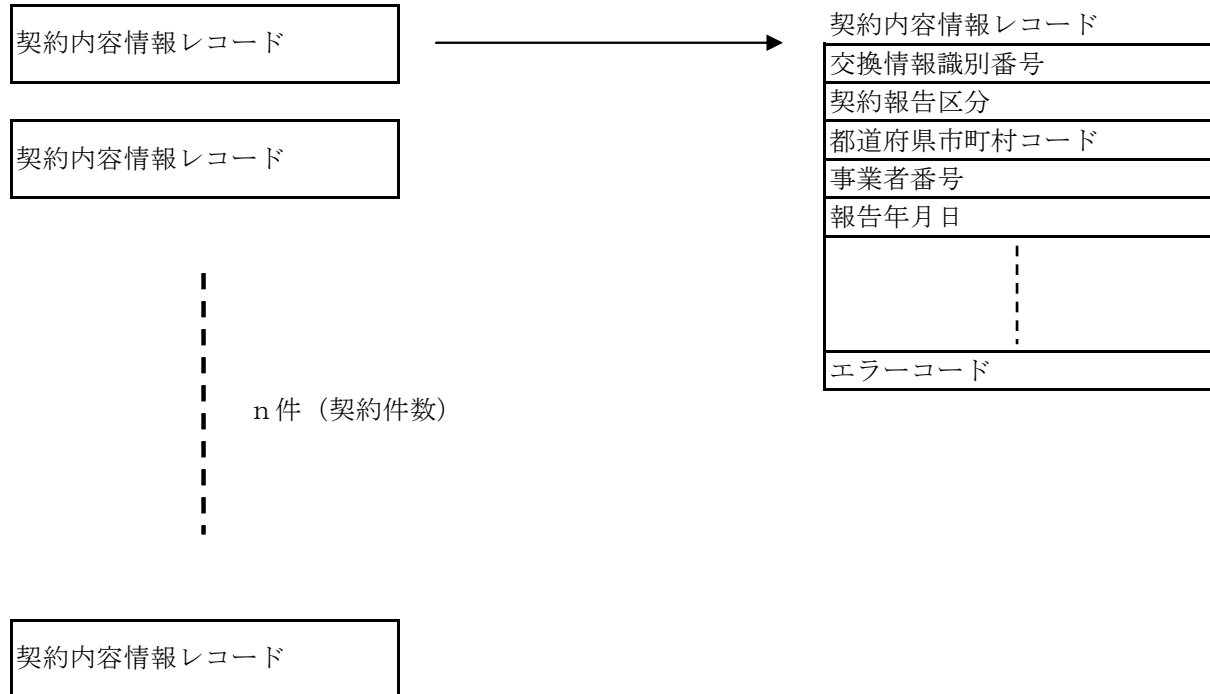 契約内容情報レコード
契約内容情報レコード
n件（契約件数）
契約内容情報レコード
契約内容情報レコード
交換情報識別番号
契約報告区分
都道府県市町村コード
事業者番号
報告年月日
エラーコード